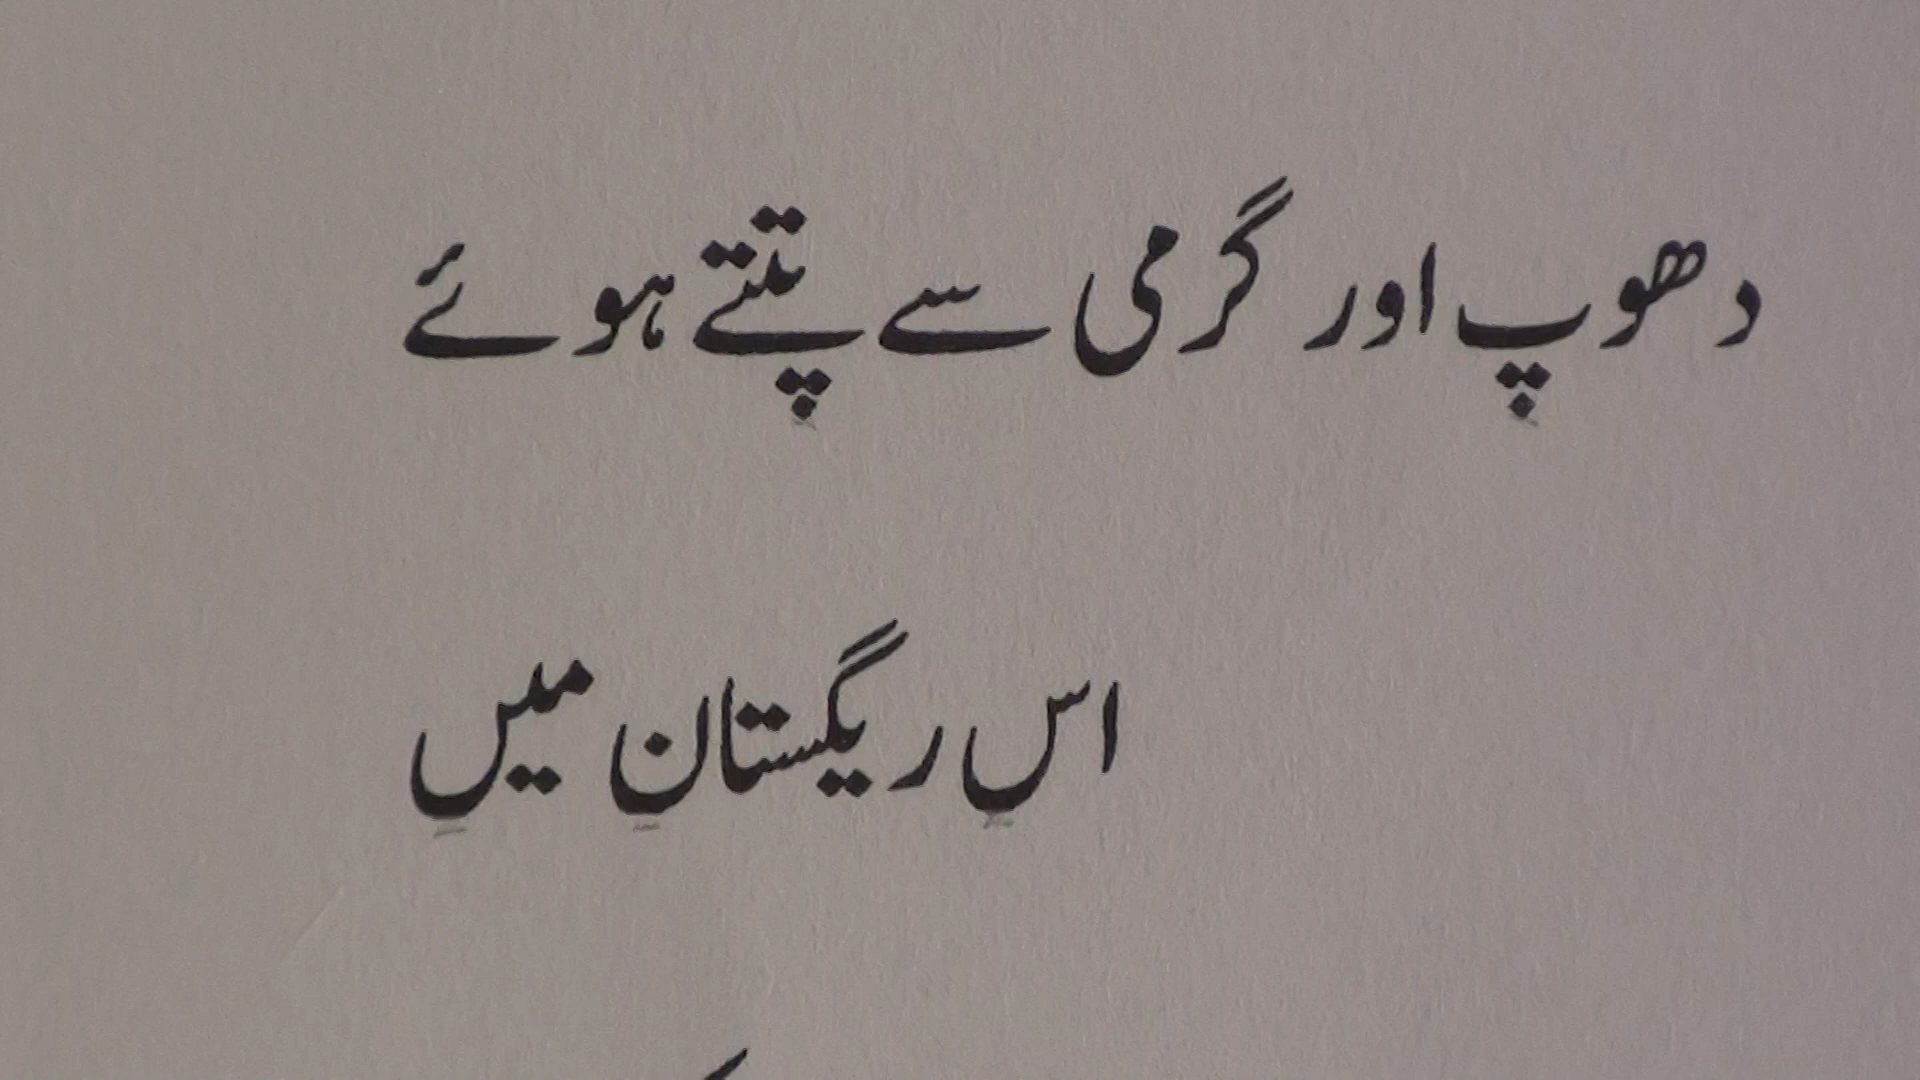 دھوپ اور گرمی سے تپتے ہوئے
اس ریگستان میں